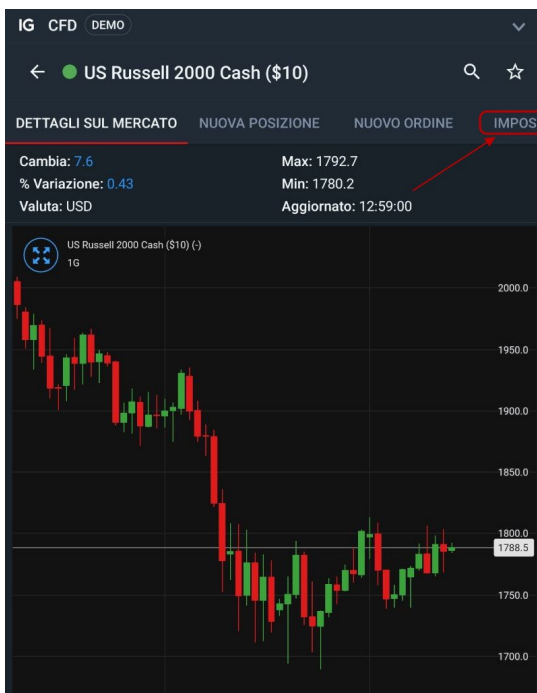 IG CFD DEMO
US Russell 2000 Cash ($10)
DETTAGLI SUL MERCATO NUOVA POSIZIONE NUOVO ORDINE IMPOS
Cambia: 7.6 Max: 1792.7
% Variazione: 0.43 Min: 1780.2
Valuta: USD Aggiornato: 12:59:00
US Russell 2000 Cash ($10) (-)
1G
2000.0
1950.0
1900.0
1850.0
1800.0
1788.5
1750.0
1700.0